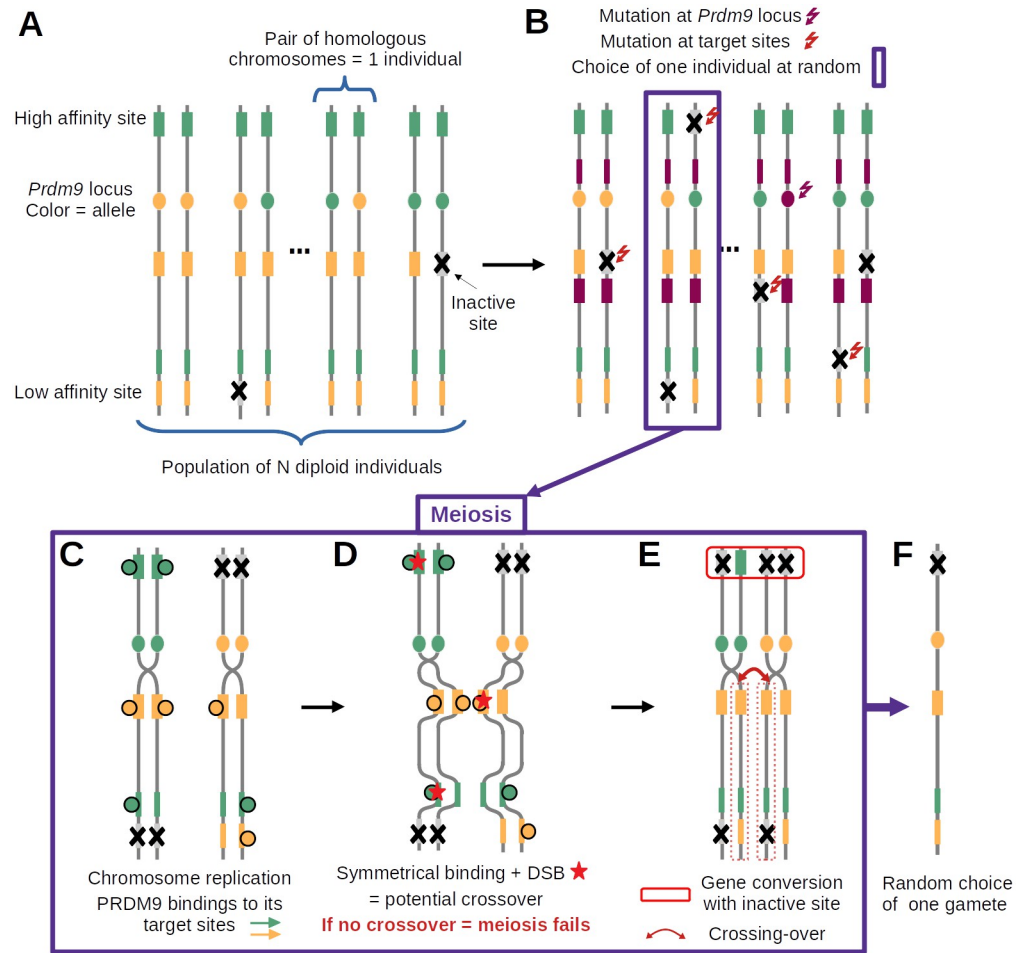 A
Pair of homologous
chromosomes = 1 individual
High affinity site
Prdm9 locus
Color = allele
...
Inactive
site
Low affinity site
Population of N diploid individuals
B
Mutation at Prdm9 locus
Mutation at target sites
Choice of one individual at random
...
Meiosis
C
Chromosome replication
PRDM9 bindings to its
target sites
D
Symmetrical binding + DSB
= potential crossover
If no crossover = meiosis fails
E
Gene conversion
with inactive site
Crossing-over
F
Random choice
of one gamete